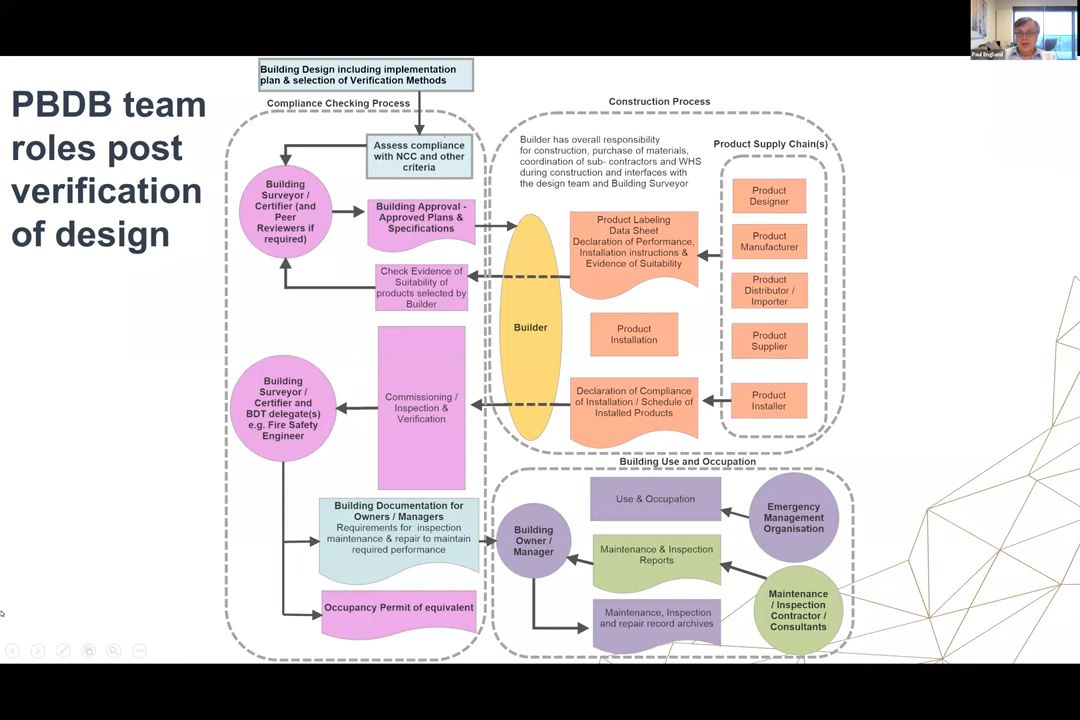 Paul England
PBDB team
roles post
verification
of design
Building Design including implementation
plan & selection of Verification Methods
Compliance Checking Process
Assess compliance
with NCC and other
criteria
Building
Surveyor /
Certifier (and
Peer
Reviewers if
required)
Building Approval -
Approved Plans &
Specifications
Check Evidence of
Suitability of
products selected by
Builder
Building
Surveyor /
Certifier and
BDT delegate(s)
e.g. Fire Safety
Engineer
Commissioning /
Inspection &
Verification
Building Documentation for
Owners / Managers
Requirements for inspection
maintenance & repair to maintain
required performance
Occupancy Permit of equivalent
Construction Process
Builder has overall responsibility
for construction, purchase of materials,
coordination of sub- contractors and WHS
during construction and interfaces with
the design team and Building Surveyor
Builder
Product Labeling
Data Sheet
Declaration of Performance,
Installation instructions &
Evidence of Suitability
Product
Installation
Declaration of Compliance
of Installation / Schedule of
Installed Products
Product Supply Chain(s)
Product
Designer
Product
Manufacturer
Product
Distributor /
Importer
Product
Supplier
Product
Installer
Building Use and Occupation
Building
Owner /
Manager
Use & Occupation
Maintenance & Inspection
Reports
Maintenance, Inspection
and repair record archives
Emergency
Management
Organisation
Maintenance
/ Inspection
Contractor /
Consultants